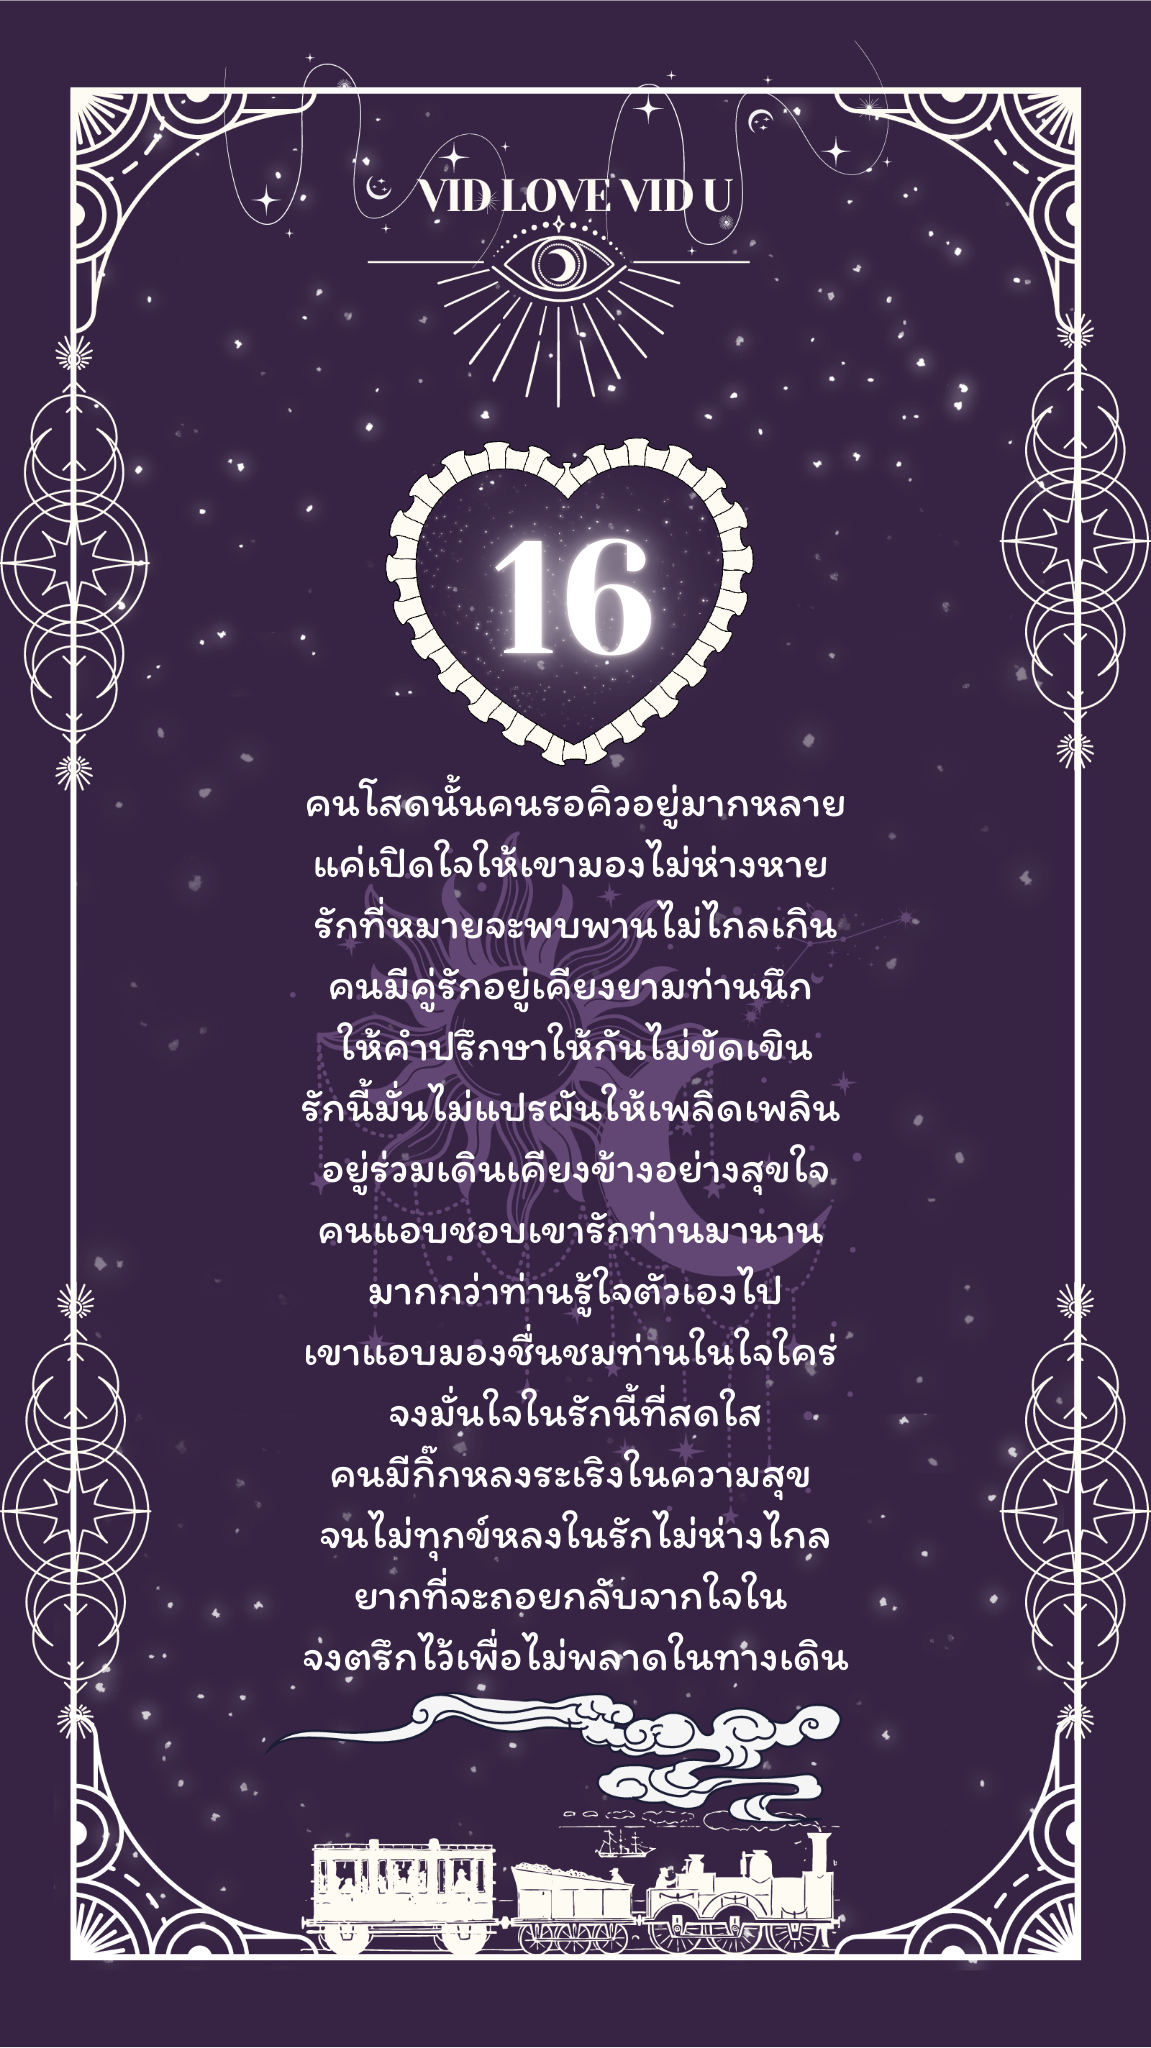 VID LOVE VID U
16
คนโสดนั้นคนรอคิวอยู่มากหลาย
แค่เปิดใจให้เขามองไม่ห่างหาย
รักที่หมายจะพบพานไม่ไกลเกิน
คนมีคู่รักอยู่เคียงยามท่านนึก
ให้คำปรึกษาให้กันไม่ขัดเขิน
รักนี้มั่นไม่แปรผันให้เพลิดเพลิน
อยู่ร่วมเดินเคียงข้างอย่างสุขใจ
คนแอบชอบเขารักท่านมานาน
มากกว่าท่านรู้ใจตัวเองไป
เขาแอบมองชื่นชมท่านในใจใคร่
จงมั่นใจในรักนี้ที่สดใส
คนมีกิ๊กหลงระเริงในความสุข
จนไม่ทุกข์หลงในรักไม่ห่างไกล
ยากที่จะถอยกลับจากใจใน
จงตรึกไว้เพื่อไม่พลาดในทางเดิน